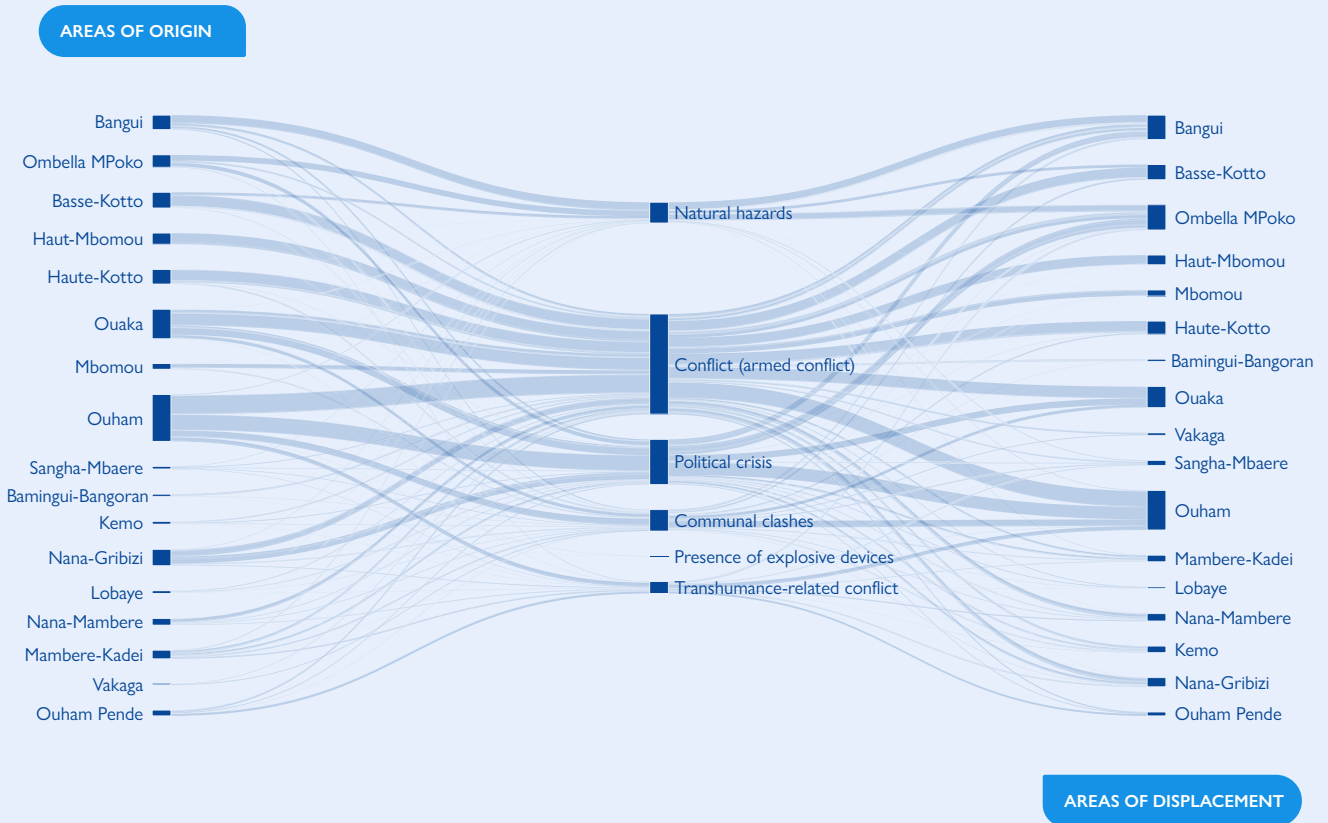 AREAS OF ORIGIN
Bangui
Ombella MPoko
Basse-Kotto
Haut-Mbomou
Haute-Kotto
Ouaka
Mbomou
Ouham
Sangha-Mbaere
Bamingui-Bangoran
Kemo
Nana-Gribizi
Lobaye
Nana-Mambere
Mambere-Kadei
Vakaga
Ouham Pende
Natural hazards
Conflict (armed conflict)
Political crisis
Communal clashes
Presence of explosive devices
Transhumance-related conflict
Bangui
Basse-Kotto
Ombella MPoko
Haut-Mbomou
Mbomou
Haute-Kotto
Bamingui-Bangoran
Ouaka
Vakaga
Sangha-Mbaere
Ouham
Mambere-Kadei
Lobaye
Nana-Mambere
Kemo
Nana-Gribizi
Ouham Pende
AREAS OF DISPLACEMENT